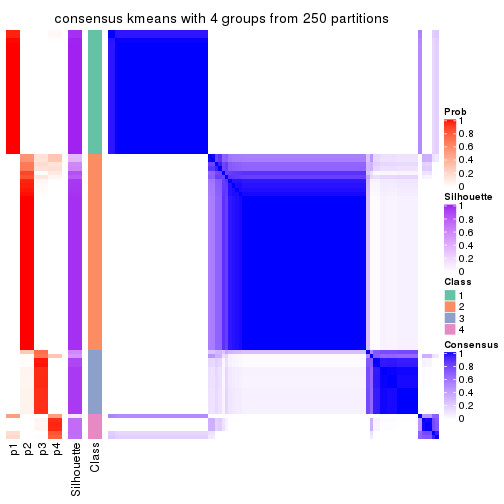 consensus kmeans with 4 groups from 250 partitions
Prob
1
0.8
0.6
0.4
0.2
0
Silhouette
1
0.8
0.6
0.4
0.2
0
Class
1
2
3
4
Consensus
1
0.8
0.6
0.4
0.2
0
p1
p2
p3
p4
Silhouette
Class